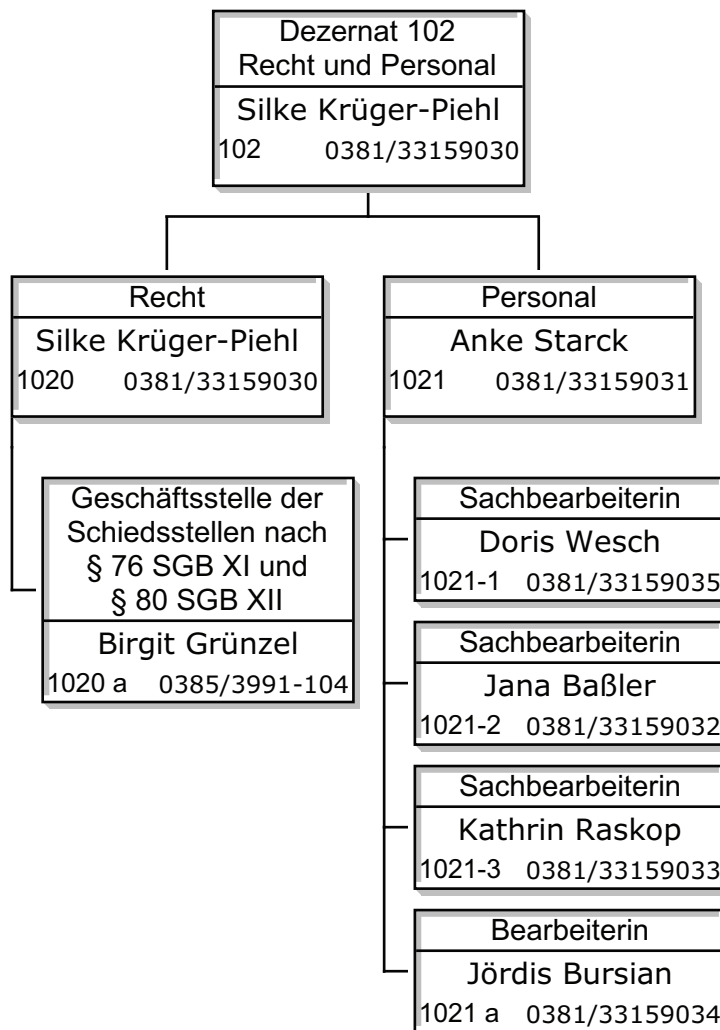 Dezernat 102
Recht und Personal
Silke Krüger-Piehl
102 0381/33159030
Recht
Silke Krüger-Piehl
1020 0381/33159030
Geschäftsstelle der
Schiedsstellen nach
§ 76 SGB XI und
§ 80 SGB XII
Birgit Grünzel
1020 a 0385/3991-104
Personal
Anke Starck
1021 0381/33159031
Sachbearbeiterin
Doris Wesch
1021-1 0381/33159035
Sachbearbeiterin
Jana Baßler
1021-2 0381/33159032
Sachbearbeiterin
Kathrin Raskop
1021-3 0381/33159033
Bearbeiterin
Jördis Bursian
1021 a 0381/33159034